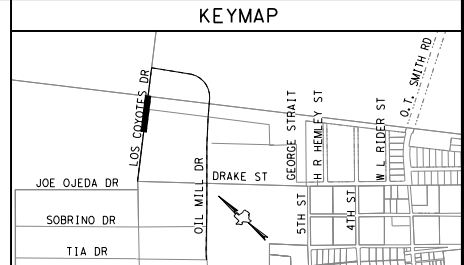 KEYMAP
O.T. SMITH RD
LOS COYOTES DR
GEORGE STRAIT
H R HEMLEY ST
W L RIDER ST
OIL MILL DR
DRAKE ST
JOE OJEDA DR
5TH ST
4TH ST
SOBRINO DR
TIA DR